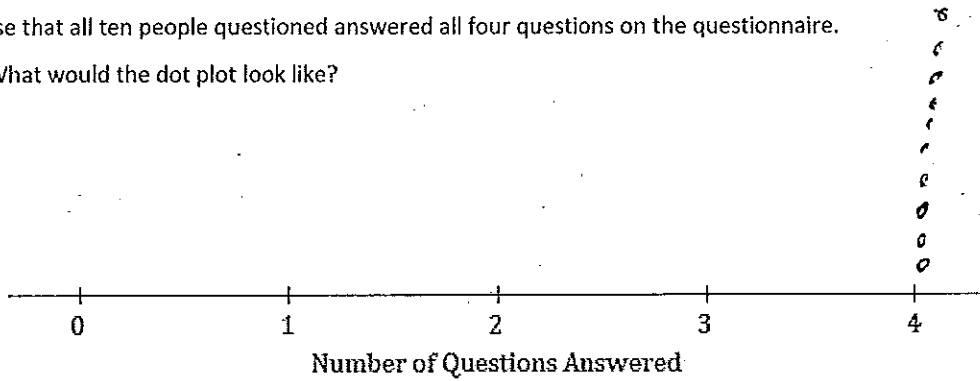 se that all ten people questioned answered all four questions on the questionnaire.
What would the dot plot look like?
0 1 2 3 4
Number of Questions Answered